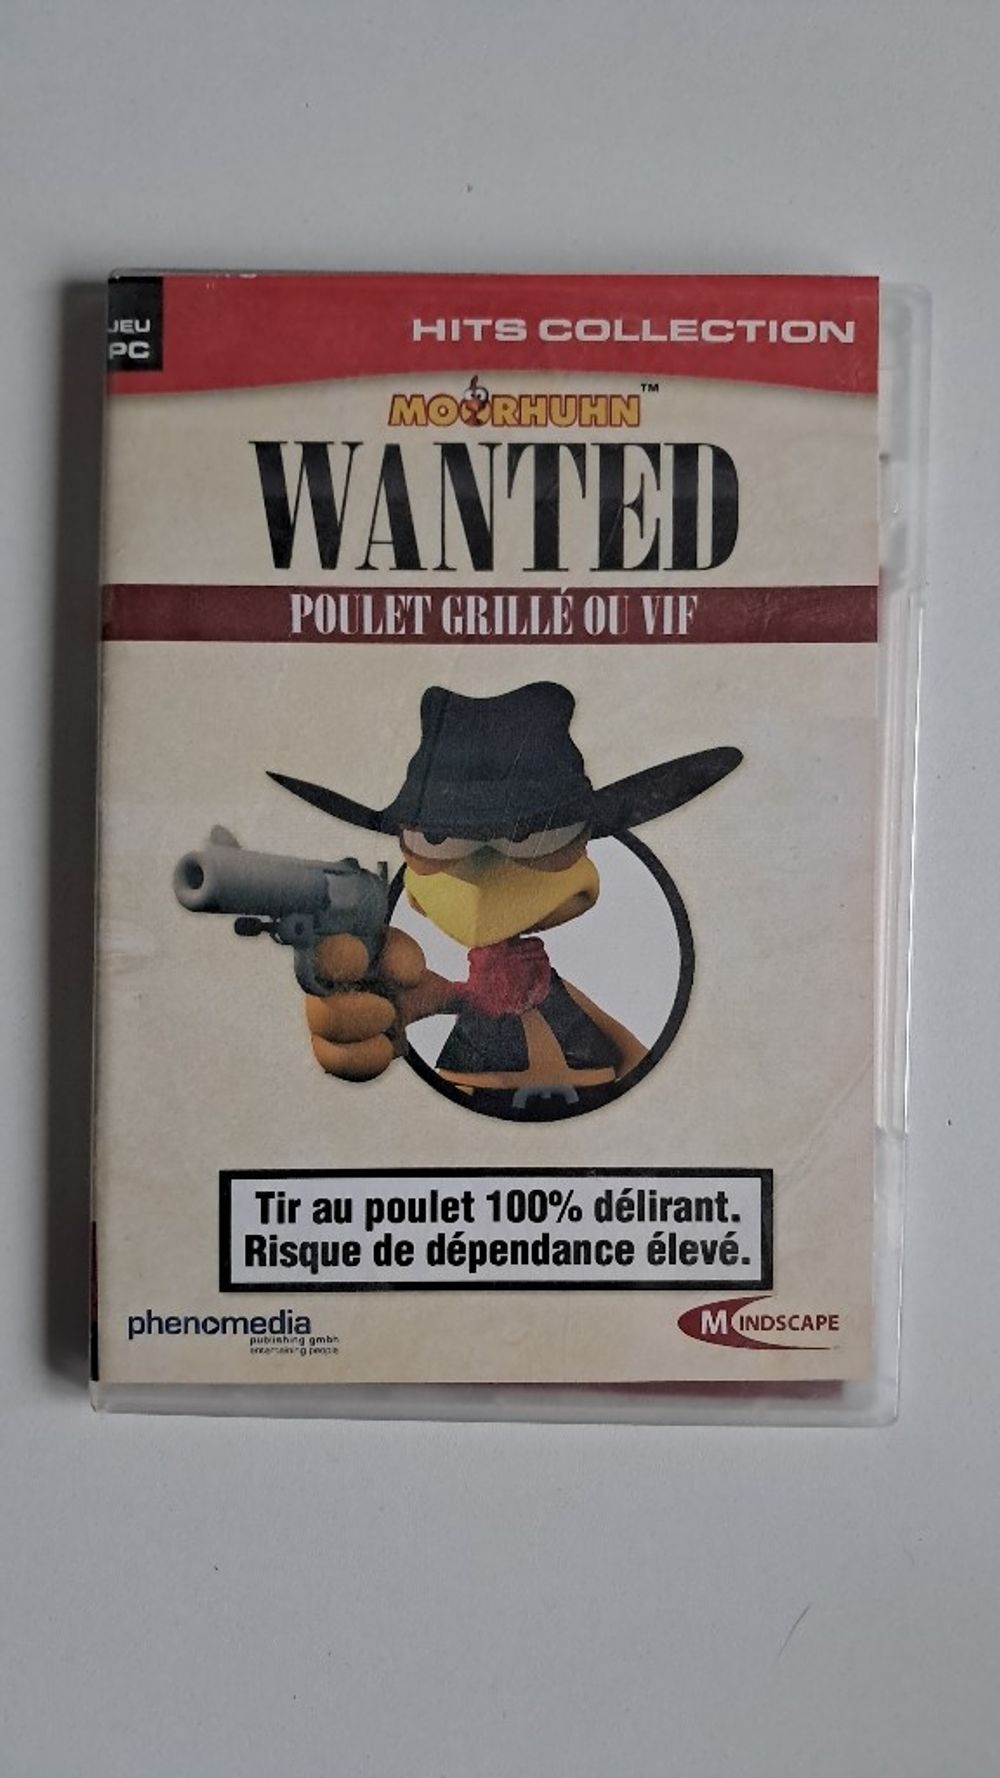 JEU
PC
HITS COLLECTION
MOORHUHN™
WANTED
POULET GRILLÉ OU VIF
Tir au poulet 100% délirant.
Risque de dépendance élevé.
phenomedia
publishing gmbh
entertaining people
MINDSCAPE